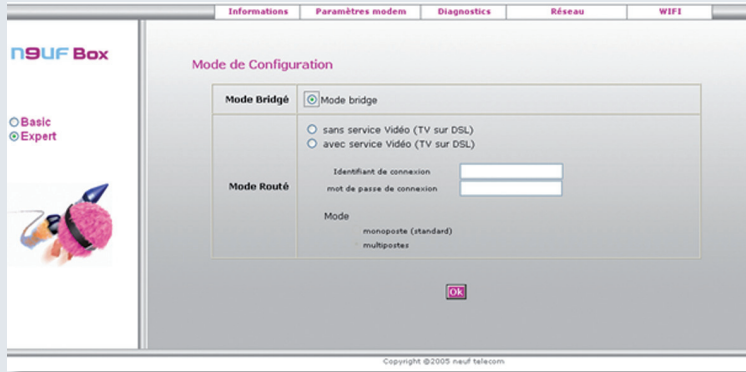 Informations Paramètres modem Diagnostics Réseau WIFI
n9uf Box
Basic
Expert
Mode de Configuration
Mode Bridgé
Mode bridge
Mode Routé
sans service Vidéo (TV sur DSL)
avec service Vidéo (TV sur DSL)
Identifiant de connexion
mot de passe de connexion
Mode
monoposte (standard)
multipostes
Ok
Copyright @2005 neuf telecom